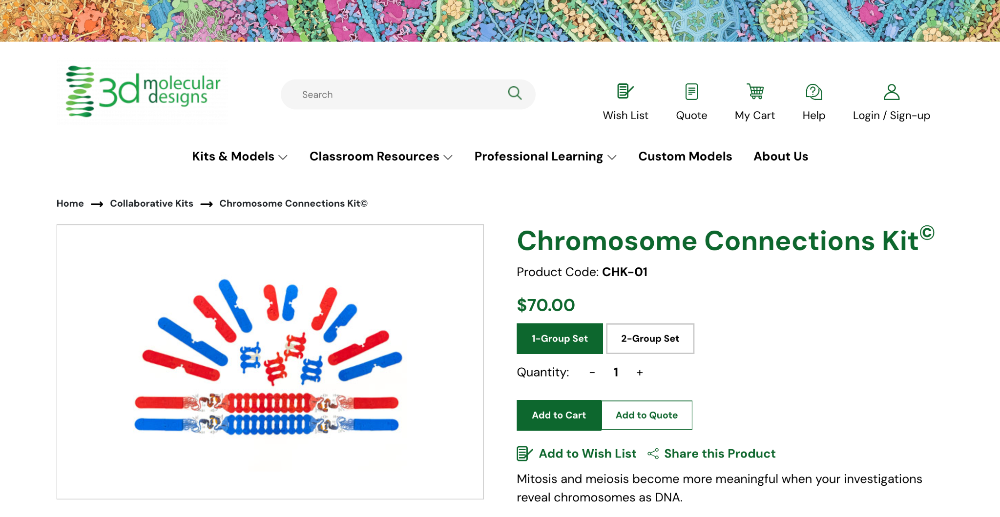 3d molecular designs
Search
Wish List
Quote
My Cart
Help
Login / Sign-up
Kits & Models
Classroom Resources
Professional Learning
Custom Models
About Us
Home → Collaborative Kits → Chromosome Connections Kit©
Chromosome Connections Kit©
Product Code: CHK-01
$70.00
1-Group Set
2-Group Set
Quantity: - 1 +
Add to Cart
Add to Quote
Add to Wish List
Share this Product
Mitosis and meiosis become more meaningful when your investigations
reveal chromosomes as DNA.